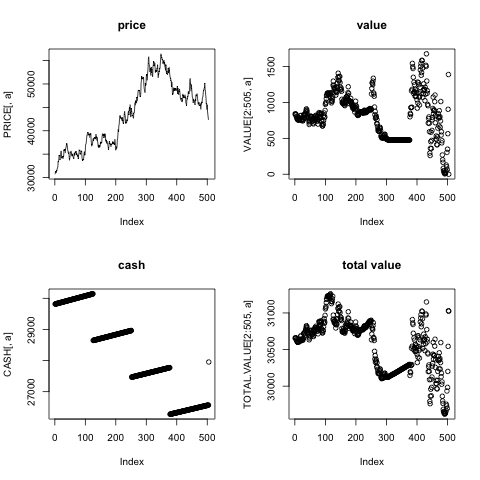 price
value
PRICE[, a]
30000 40000 50000
VALUE[2:505, a]
0 500 1000 1500
0 100 200 300 400 500
0 100 200 300 400 500
Index
Index
cash
total value
CASH[, a]
27000 29000
TOTAL.VALUE[2:505, a]
30000 30500 31000
0 100 200 300 400 500
0 100 200 300 400 500
Index
Index